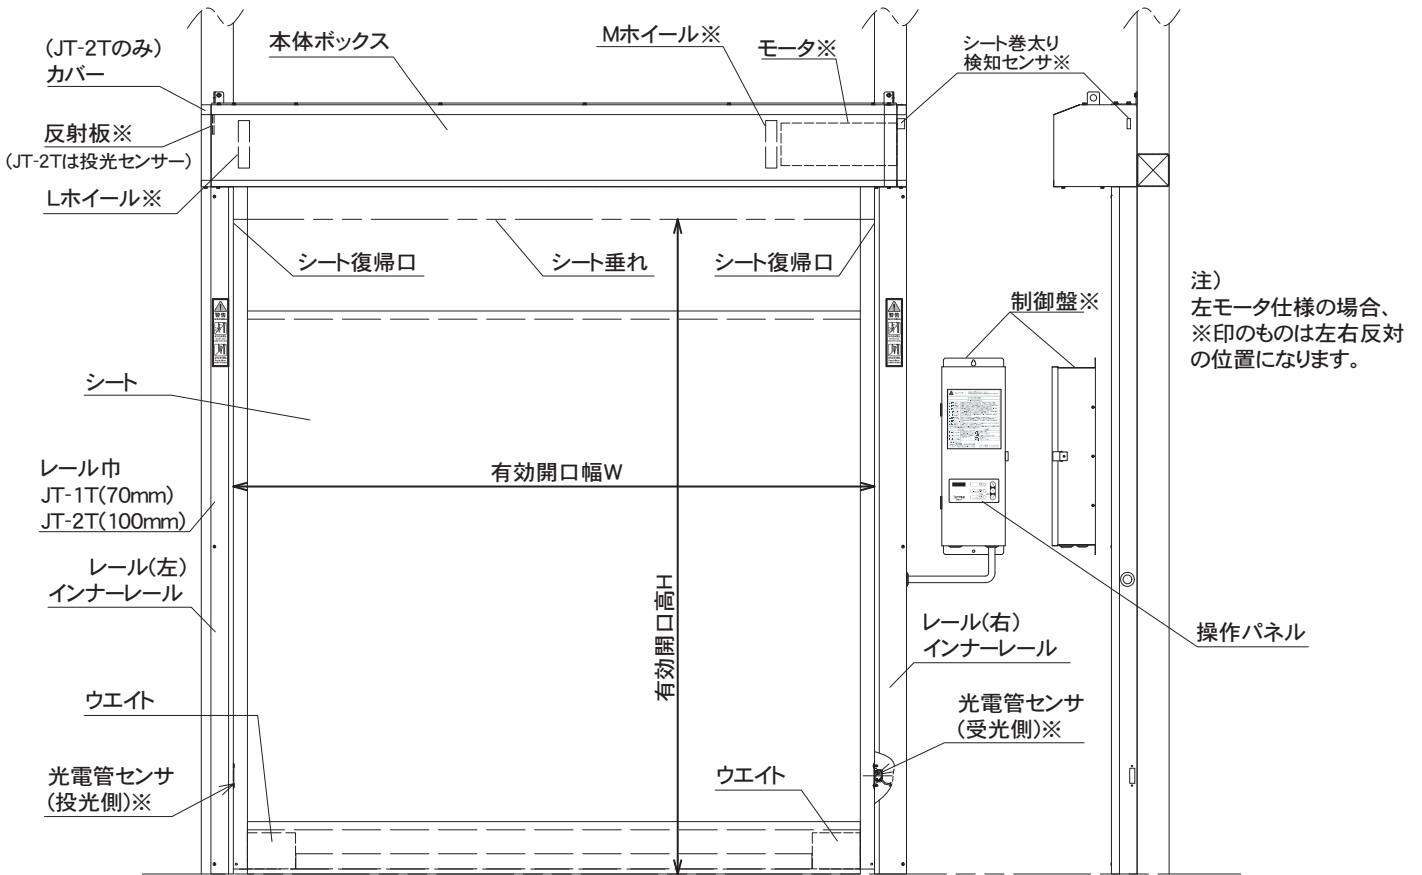 (JT-2Tのみ)
カバー
本体ボックス
Mホイール※
モータ※
シート巻太り
検知センサ※
反射板※
(JT-2Tは投光センサー)
Lホイール※
シート復帰口
シート垂れ
シート復帰口
注)
左モータ仕様の場合、
※印のものは左右反対
の位置になります。
制御盤※
警告
警告
シート
有効開口幅W
レール巾
JT-1T(70mm)
JT-2T(100mm)
レール(左)
インナーレール
有効開口高H
レール(右)
インナーレール
操作パネル
ウエイト
光電管センサ
(受光側)※
光電管センサ
(投光側)※
ウエイト